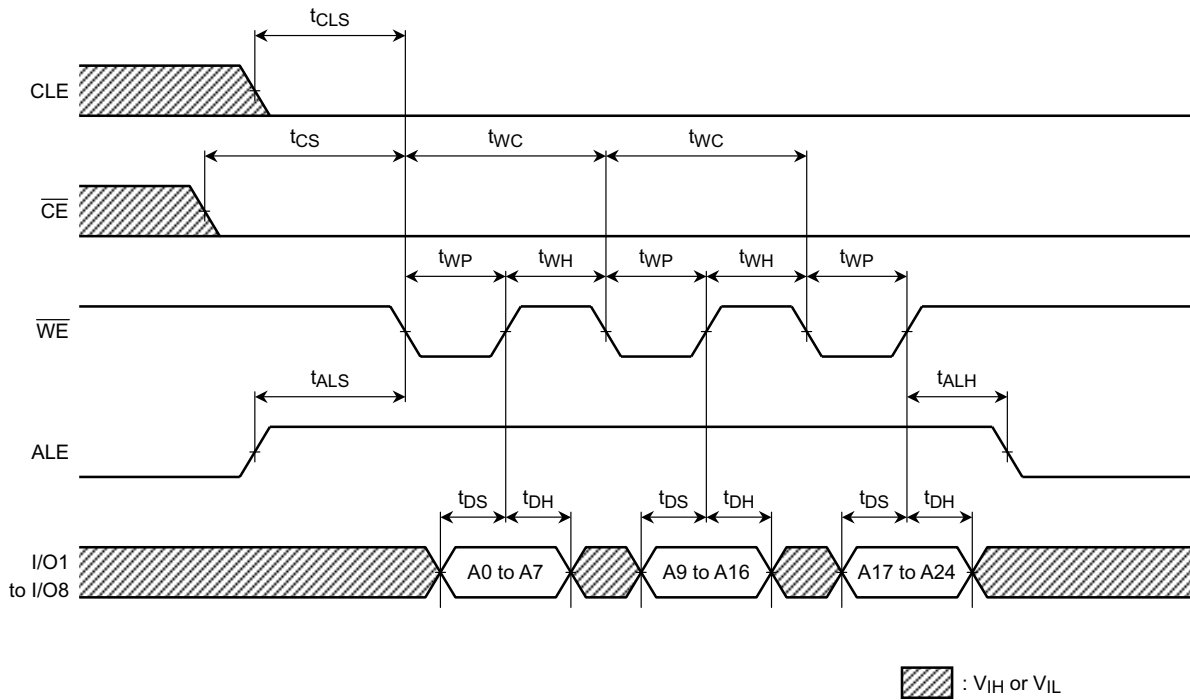 tCLS
CLE
tCS tWC tWC
CE
tWP tWH tWP tWH tWP
WE
tALS tALH
ALE
tDS tDH tDS tDH tDS tDH
I/O1
to I/O8
A0 to A7 A9 to A16 A17 to A24
: VIH or VIL